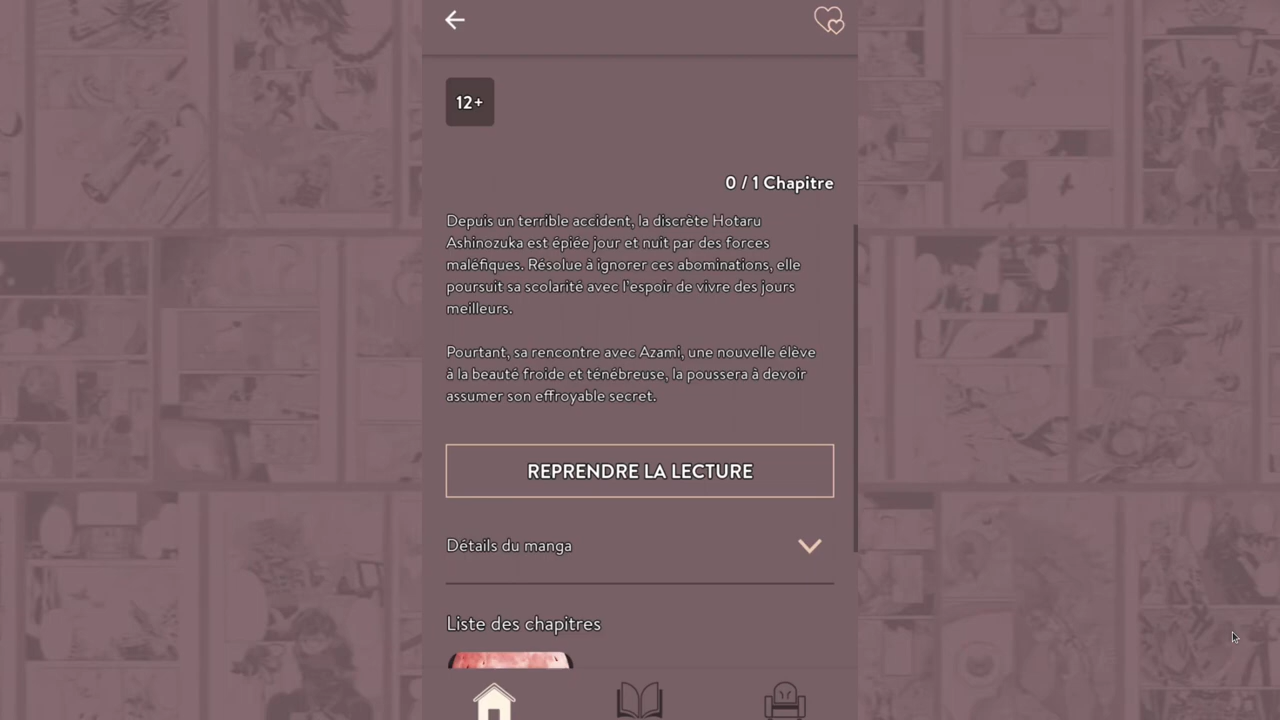 12+
0 / 1 Chapitre
Depuis un terrible accident, la discrète Hotaru
Ashinozuka est épiée jour et nuit par des forces
maléfiques. Résolue à ignorer ces abominations, elle
poursuit sa scolarité avec l'espoir de vivre des jours
meilleurs.
Pourtant, sa rencontre avec Azami, une nouvelle élève
à la beauté froide et ténébreuse, la poussera à devoir
assumer son effroyable secret.
REPRENDRE LA LECTURE
Détails du manga
Liste des chapitres